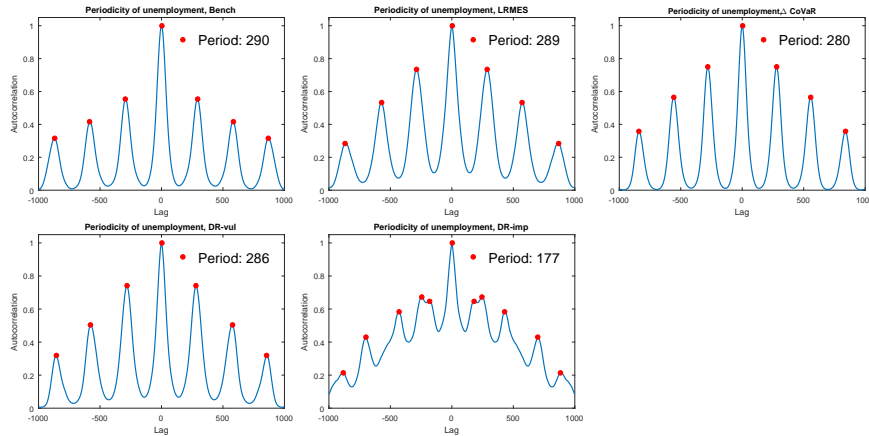 Periodicity of unemployment, Bench
Period: 290
Autocorrelation
1
0.8
0.6
0.4
0.2
0
-1000 -500 0 500 1000
Lag
Periodicity of unemployment, LRMES
Period: 289
Autocorrelation
1
0.8
0.6
0.4
0.2
0
-1000 -500 0 500 1000
Lag
Periodicity of unemployment,Δ CoVaR
Period: 280
Autocorrelation
1
0.8
0.6
0.4
0.2
0
-1000 -500 0 500 1000
Lag
Periodicity of unemployment, DR-vul
Period: 286
Autocorrelation
1
0.8
0.6
0.4
0.2
0
-1000 -500 0 500 1000
Lag
Periodicity of unemployment, DR-imp
Period: 177
Autocorrelation
1
0.8
0.6
0.4
0.2
0
-1000 -500 0 500 1000
Lag